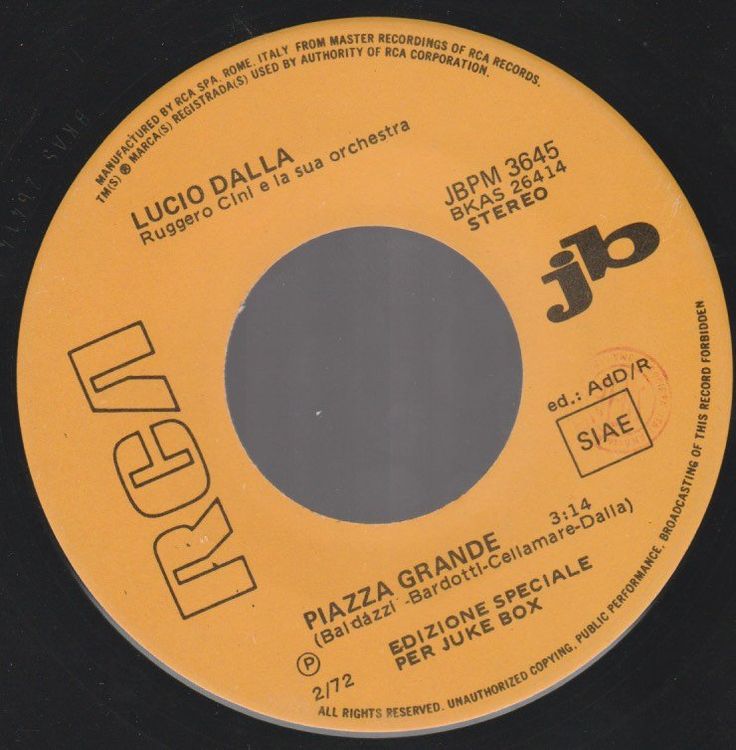 MANUFACTURED BY RCA SPA. ROME. ITALY FROM MASTER RECORDINGS OF RCA RECORDS.
TM(S) ® MARCA(S) REGISTRADA(S) USED BY AUTHORITY OF RCA CORPORATION.
LUCIO DALLA
Ruggero Cini e la sua orchestra
JBPM 3645
BKAS 26414
STEREO
jb
RCA
ed.: AdD/R
SIAE
PIAZZA GRANDE 3:14
(Baldazzi-Bardotti-Cellamare-Dalla)
EDIZIONE SPECIALE
PER JUKE BOX
Ⓟ
2/72
ALL RIGHTS RESERVED. UNAUTHORIZED COPYING, PUBLIC PERFORMANCE, BROADCASTING OF THIS RECORD FORBIDDEN